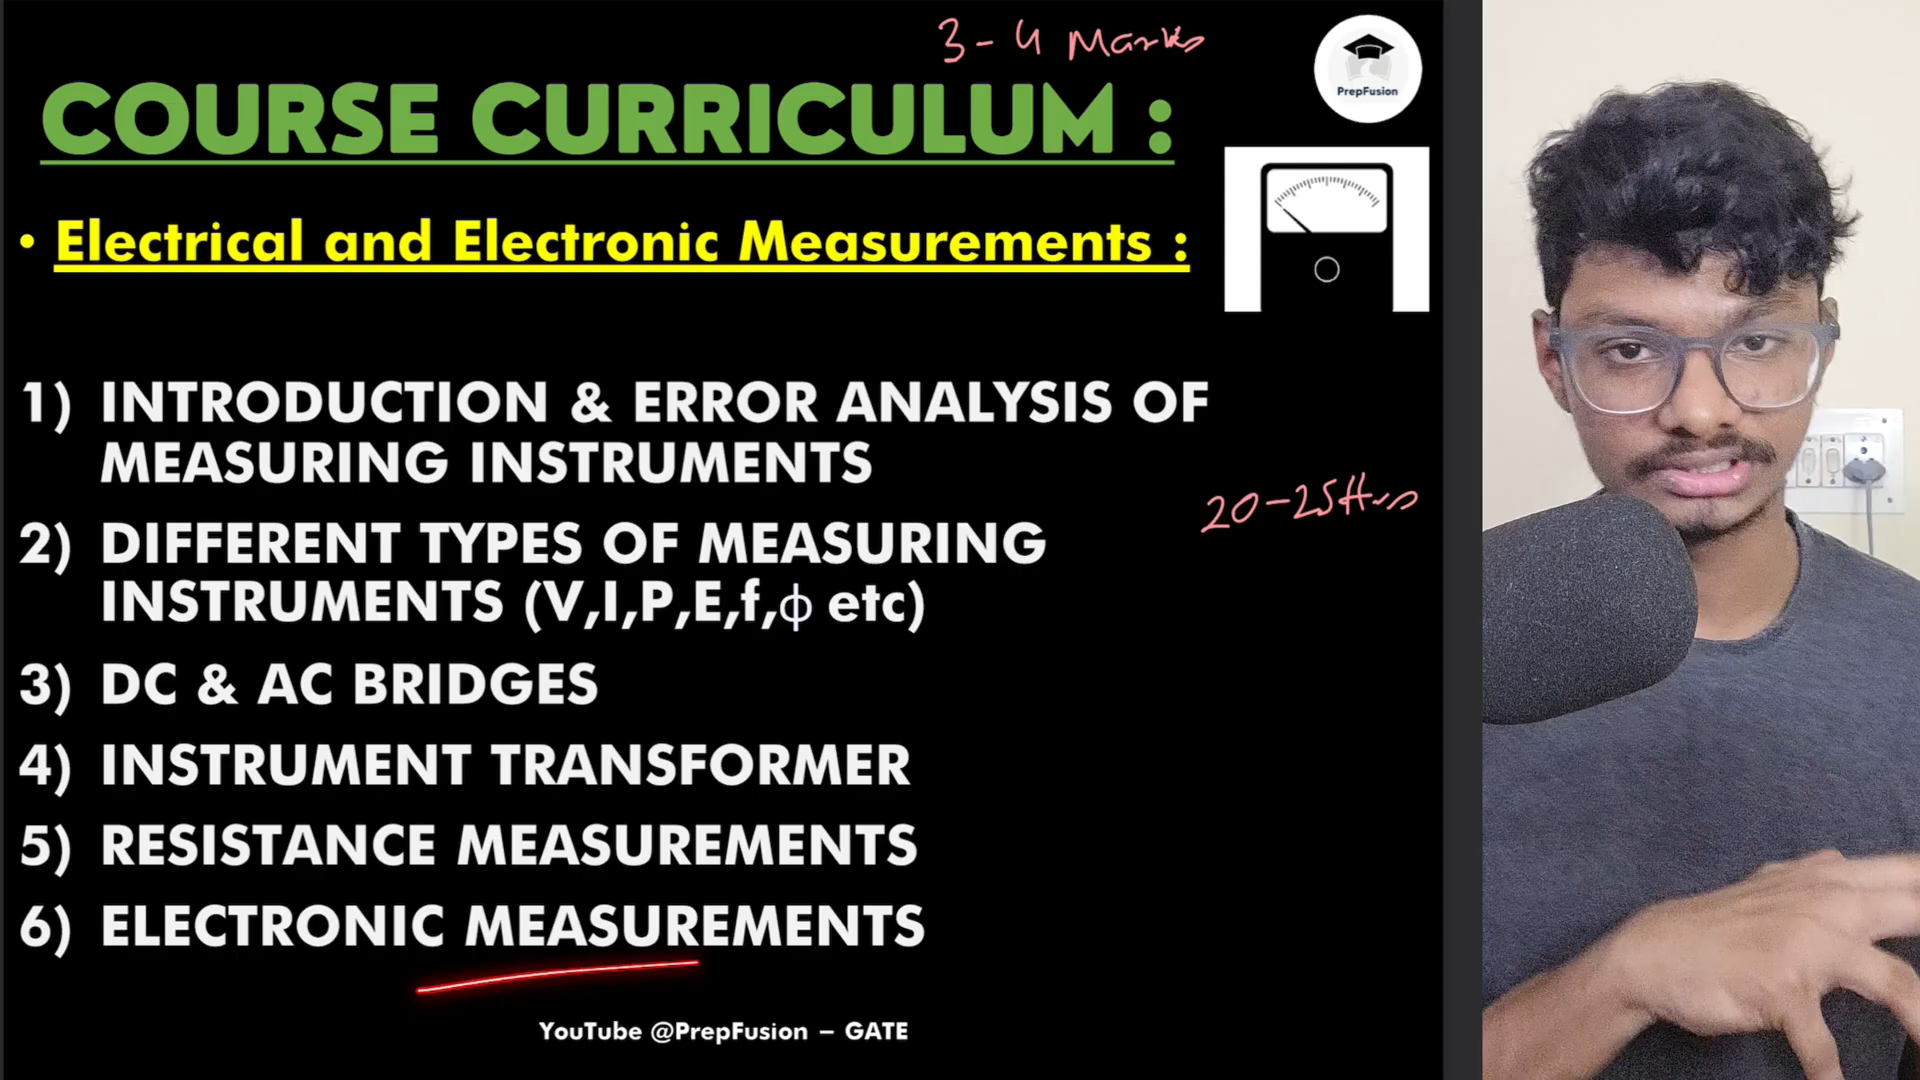 3-4 Marks
PrepFusion
COURSE CURRICULUM :
• Electrical and Electronic Measurements :
1) INTRODUCTION & ERROR ANALYSIS OF
MEASURING INSTRUMENTS
20-25Hrs
2) DIFFERENT TYPES OF MEASURING
INSTRUMENTS (V,I,P,E,f,ϕ etc)
3) DC & AC BRIDGES
4) INSTRUMENT TRANSFORMER
5) RESISTANCE MEASUREMENTS
6) ELECTRONIC MEASUREMENTS
YouTube @PrepFusion – GATE